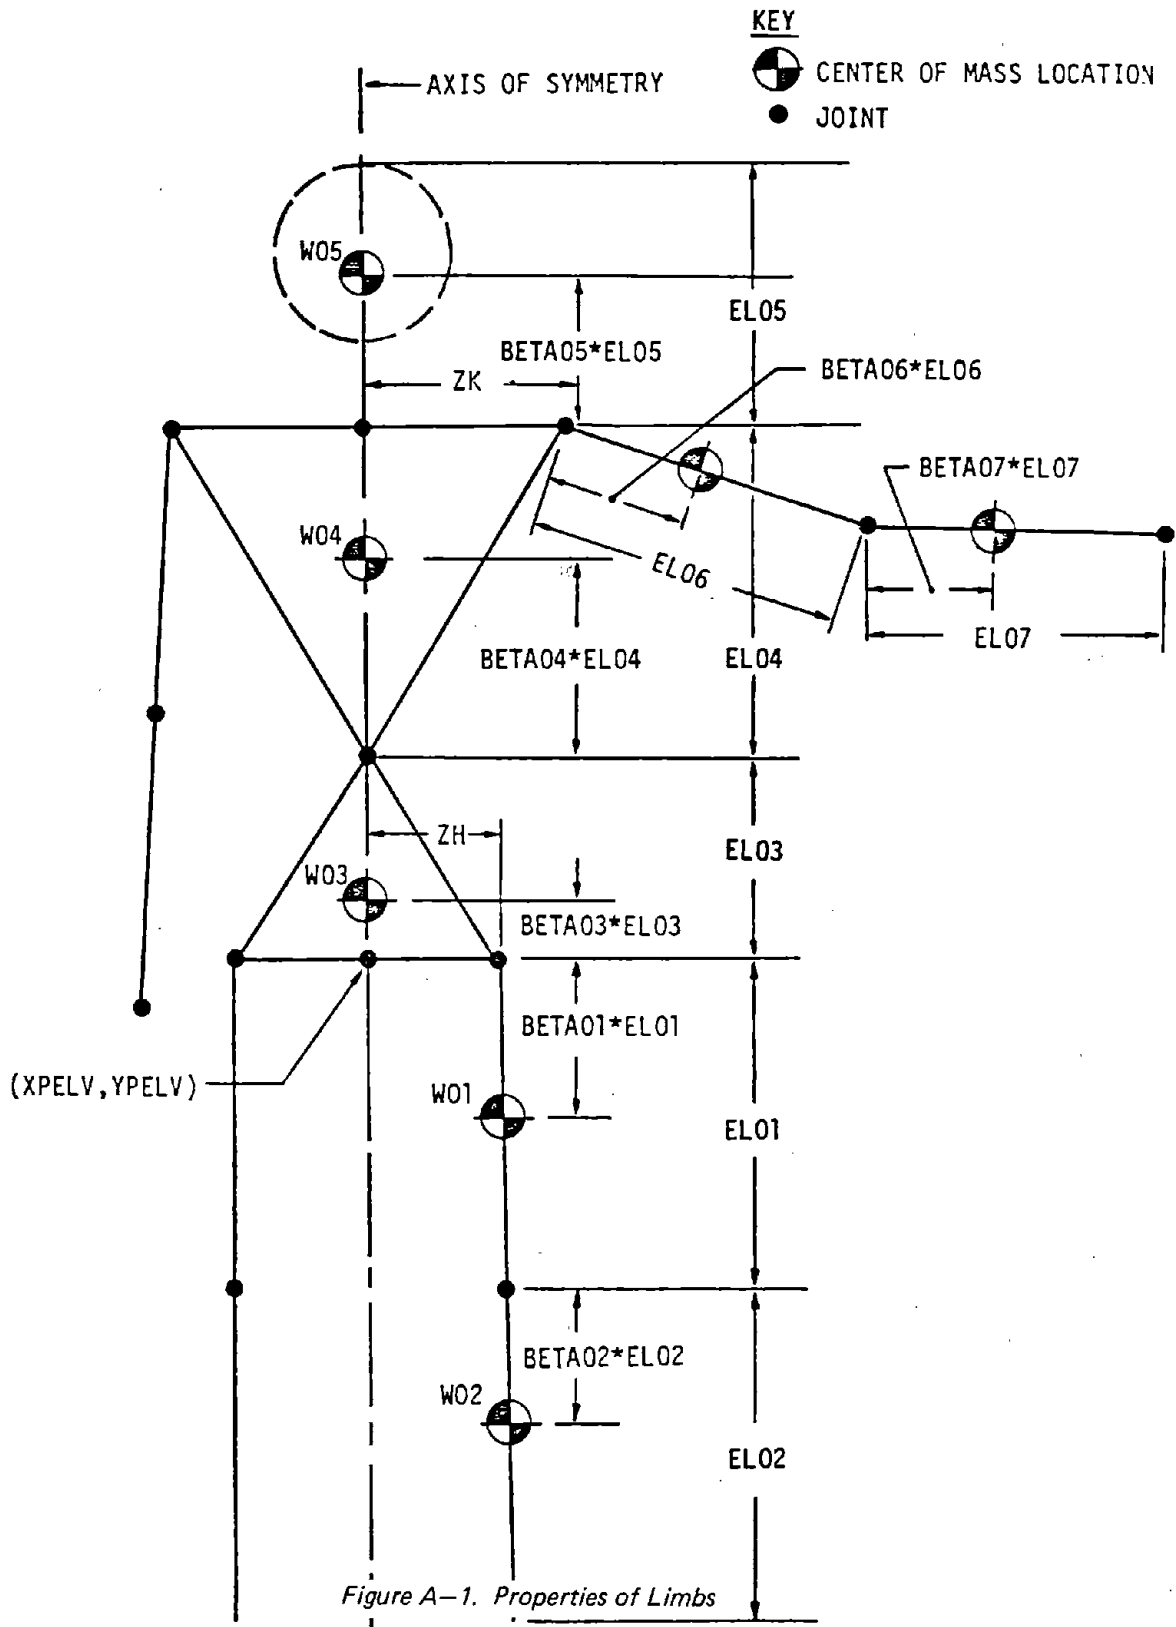 KEY
CENTER OF MASS LOCATION
JOINT
AXIS OF SYMMETRY
W05
EL05
BETA05*EL05
BETA06*EL06
ZK
BETA07*EL07
W04
EL06
EL07
BETA04*EL04
EL04
ZH
EL03
W03
BETA03*EL03
BETA01*EL01
(XPELV,YPELV)
W01
EL01
BETA02*EL02
W02
EL02
Figure A—1. Properties of Limbs